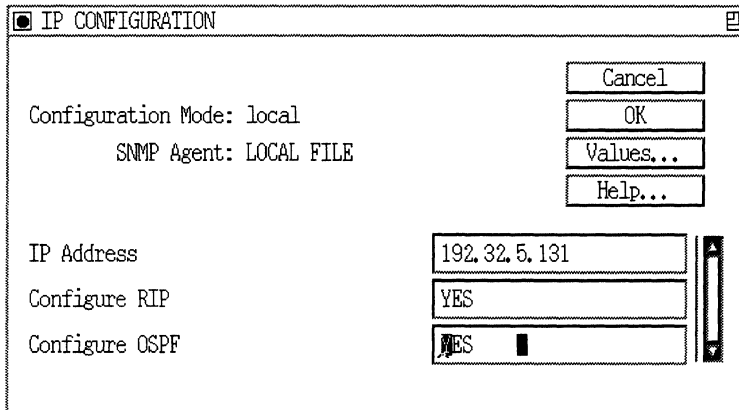 IP CONFIGURATION
Cancel
Configuration Mode: local
OK
SNMP Agent: LOCAL FILE
Values...
Help...
IP Address
192.32.5.131
Configure RIP
YES
Configure OSPF
YES